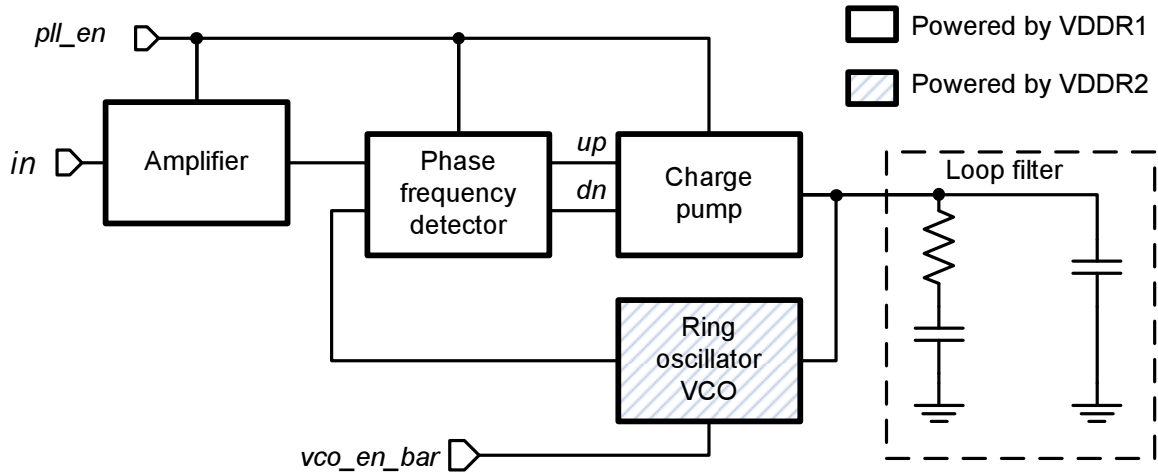 pll_en
Powered by VDDR1
Powered by VDDR2
in
Amplifier
Phase
frequency
detector
up
dn
Charge
pump
Loop filter
Ring
oscillator
VCO
vco_en_bar